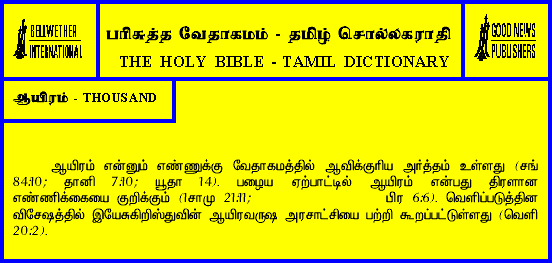 BELLWETHER
INTERNATIONAL
பரிசுத்த வேதாகமம் - தமிழ் சொல்லகராதி
THE HOLY BIBLE - TAMIL DICTIONARY
GOOD NEWS
PUBLISHERS
ஆயிரம் - THOUSAND
ஆயிரம் என்னும் எண்ணுக்கு வேதாகமத்தில் ஆவிக்குரிய அர்த்தம் உள்ளது (சங்
84:10; தானி 7:10; யூதா 14). பழைய ஏற்பாட்டில் ஆயிரம் என்பது திரளான
எண்ணிக்கையை குறிக்கும் (1சாமு 21:11; பிர 6:6). வெளிப்படுத்தின
விசேஷத்தில் இயேசுகிறிஸ்துவின் ஆயிரவருஷ அரசாட்சியை பற்றி கூறப்பட்டுள்ளது (வெளி
20:2).